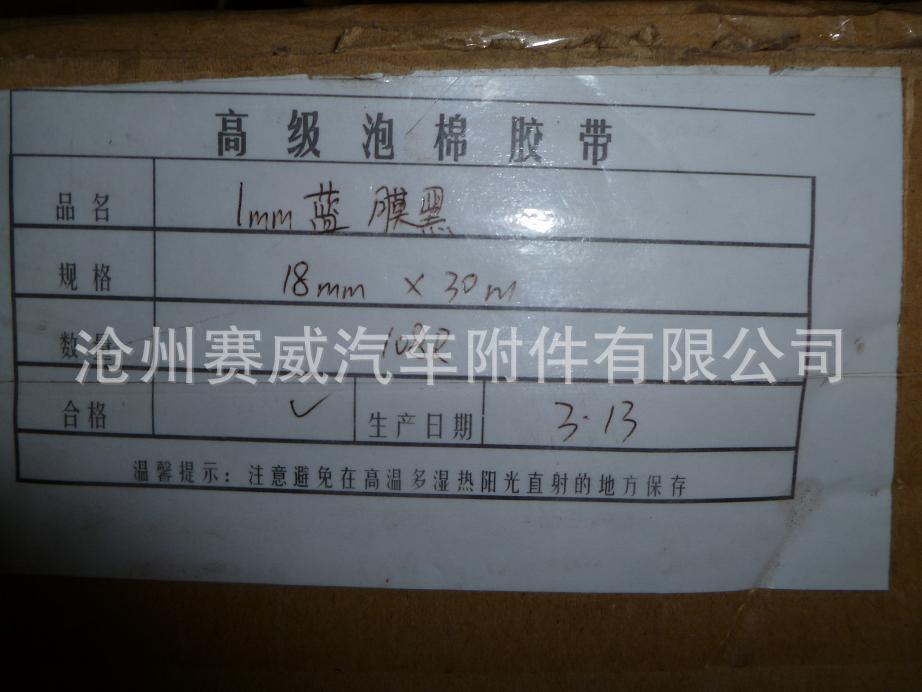 高级泡棉胶带
品名 1mm 蓝膜黑
规格 18mm × 30m
数 108R
沧州赛威汽车附件有限公司
合格 ✓ 生产日期 3.13
温馨提示：注意避免在高温多湿热阳光直射的地方保存